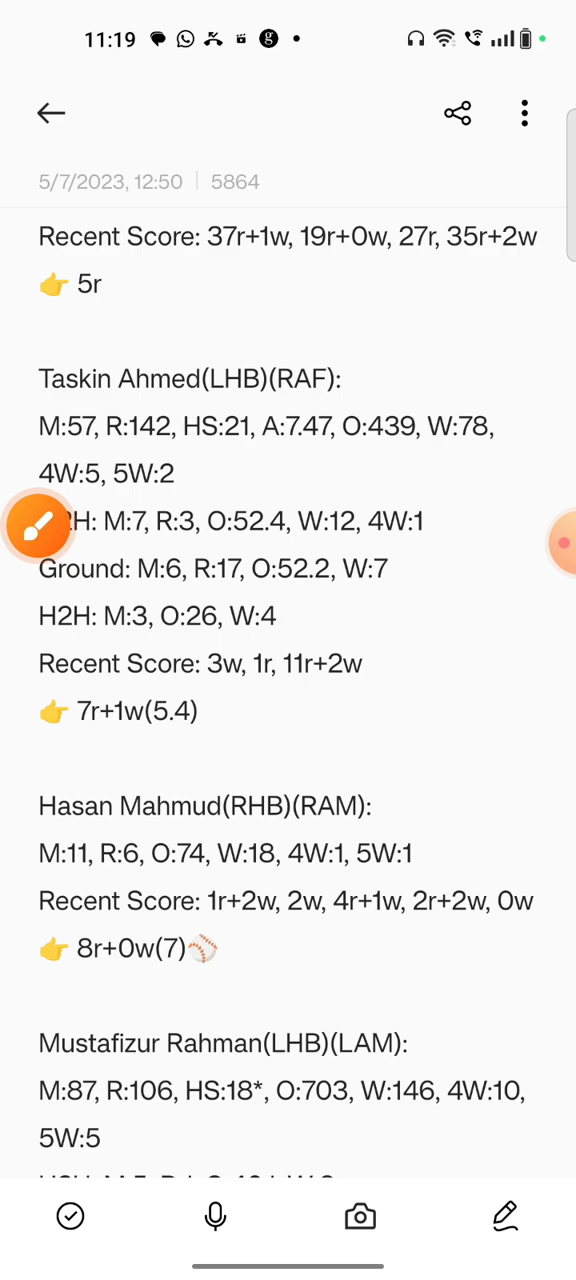 11:19
5/7/2023, 12:50 | 5864
Recent Score: 37r+1w, 19r+0w, 27r, 35r+2w
👉 5r
Taskin Ahmed(LHB)(RAF):
M:57, R:142, HS:21, A:7.47, O:439, W:78,
4W:5, 5W:2
H: M:7, R:3, O:52.4, W:12, 4W:1
Ground: M:6, R:17, O:52.2, W:7
H2H: M:3, O:26, W:4
Recent Score: 3w, 1r, 11r+2w
👉 7r+1w(5.4)
Hasan Mahmud(RHB)(RAM):
M:11, R:6, O:74, W:18, 4W:1, 5W:1
Recent Score: 1r+2w, 2w, 4r+1w, 2r+2w, 0w
👉 8r+0w(7)⚾
Mustafizur Rahman(LHB)(LAM):
M:87, R:106, HS:18*, O:703, W:146, 4W:10,
5W:5